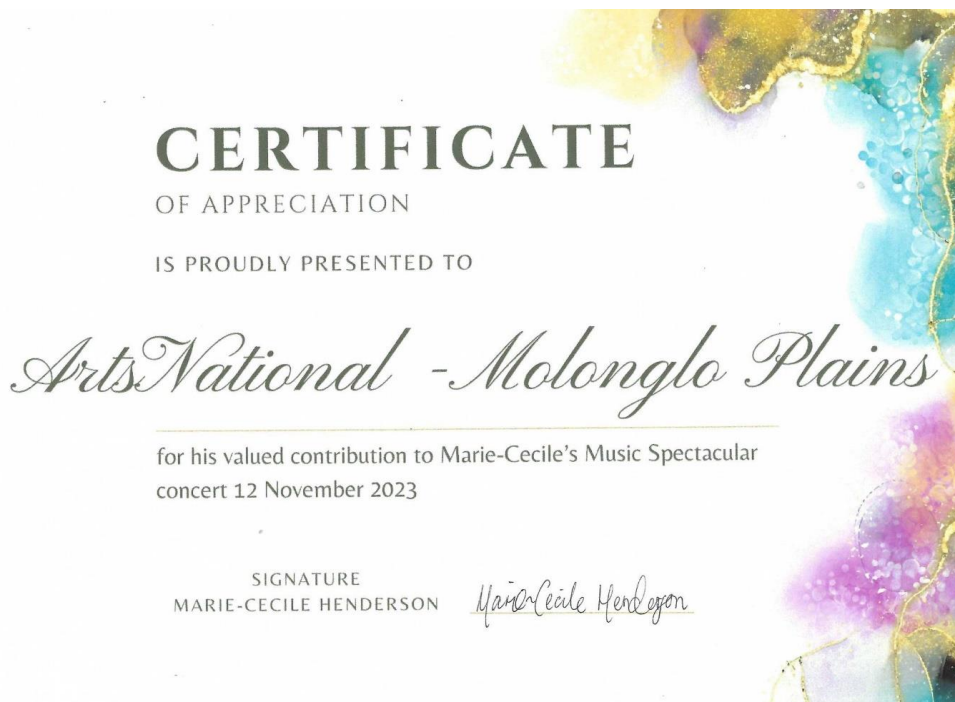 CERTIFICATE
OF APPRECIATION
IS PROUDLY PRESENTED TO
ArtsNational - Molonglo Plains
for his valued contribution to Marie-Cecile's Music Spectacular
concert 12 November 2023
SIGNATURE
MARIE-CECILE HENDERSON
Marie-Cecile Henderson